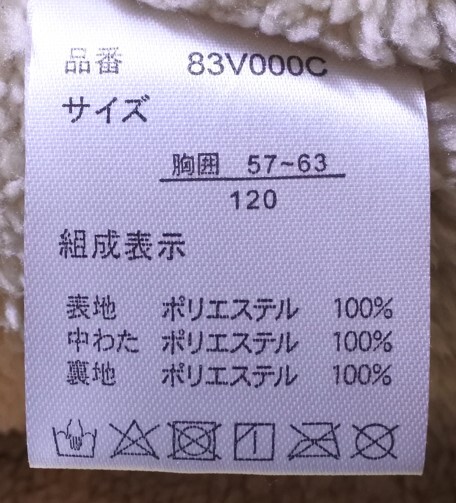 品番 83V000C
サイズ
胸囲 57~63
120
組成表示
表地 ポリエステル 100%
中わた ポリエステル 100%
裏地 ポリエステル 100%